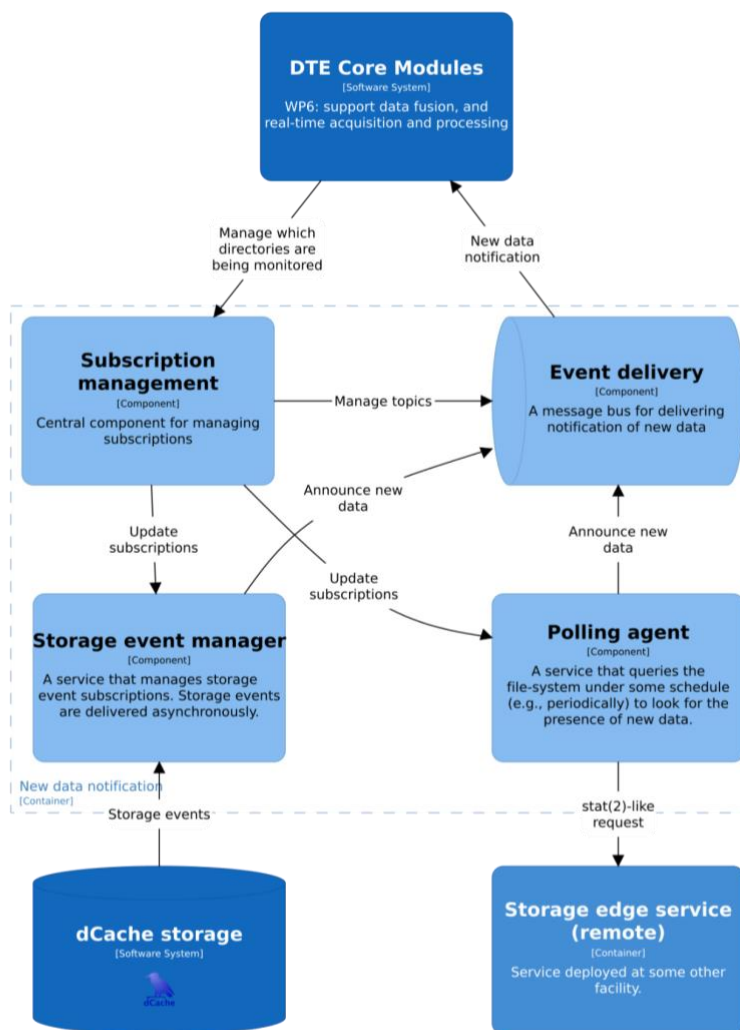 DTE Core Modules
[Software System]
WP6: support data fusion, and
real-time acquisition and processing
Manage which
directories are
being monitored
New data
notification
Subscription
management
[Component]
Central component for managing
subscriptions
Manage topics
Event delivery
[Component]
A message bus for delivering
notification of new data
Announce new
data
Update
subscriptions
Announce new
data
Update
subscriptions
Storage event manager
[Component]
A service that manages storage
event subscriptions. Storage events
are delivered asynchronously.
Polling agent
[Component]
A service that queries the
file-system under some schedule
(e.g., periodically) to look for the
presence of new data.
New data notification
[Container]
Storage events
stat(2)-like
request
dCache storage
[Software System]
dCache
Storage edge service
(remote)
[Container]
Service deployed at some other
facility.